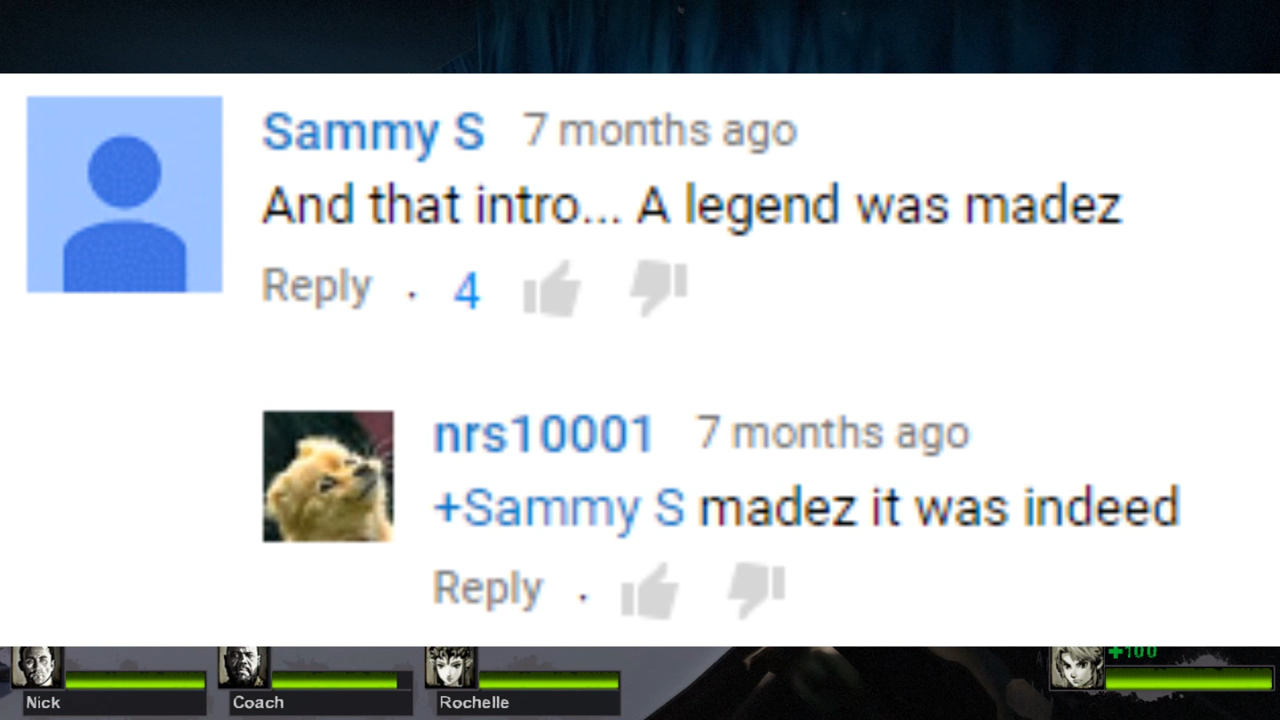 Sammy S 7 months ago
And that intro... A legend was madez
Reply . 4
nrs10001 7 months ago
+Sammy S madez it was indeed
Reply .
+100
Nick Coach Rochelle